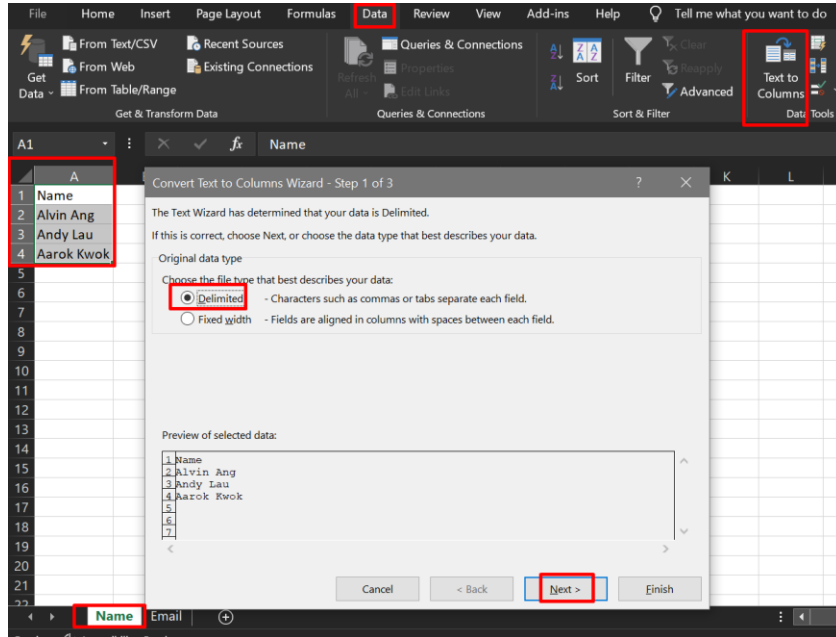 File Home Insert Page Layout Formulas Data Review View Add-ins Help Tell me what you want to do
Get Data
From Text/CSV
From Web
From Table/Range
Recent Sources
Existing Connections
Get & Transform Data
Refresh All
Queries & Connections
Properties
Edit Links
Queries & Connections
Sort
Filter
Clear
Reapply
Advanced
Sort & Filter
Text to Columns
Data Tools
A1 fx Name
A K L
1 Name
2 Alvin Ang
3 Andy Lau
4 Aarok Kwok
5
6
7
8
9
10
11
12
13
14
15
16
17
18
19
20
21
22
Convert Text to Columns Wizard - Step 1 of 3 ? ×
The Text Wizard has determined that your data is Delimited.
If this is correct, choose Next, or choose the data type that best describes your data.
Original data type
Choose the file type that best describes your data:
Delimited - Characters such as commas or tabs separate each field.
Fixed width - Fields are aligned in columns with spaces between each field.
Preview of selected data:
1 Name
2 Alvin Ang
3 Andy Lau
4 Aarok Kwok
5
6
7
Cancel < Back Next > Finish
Name Email